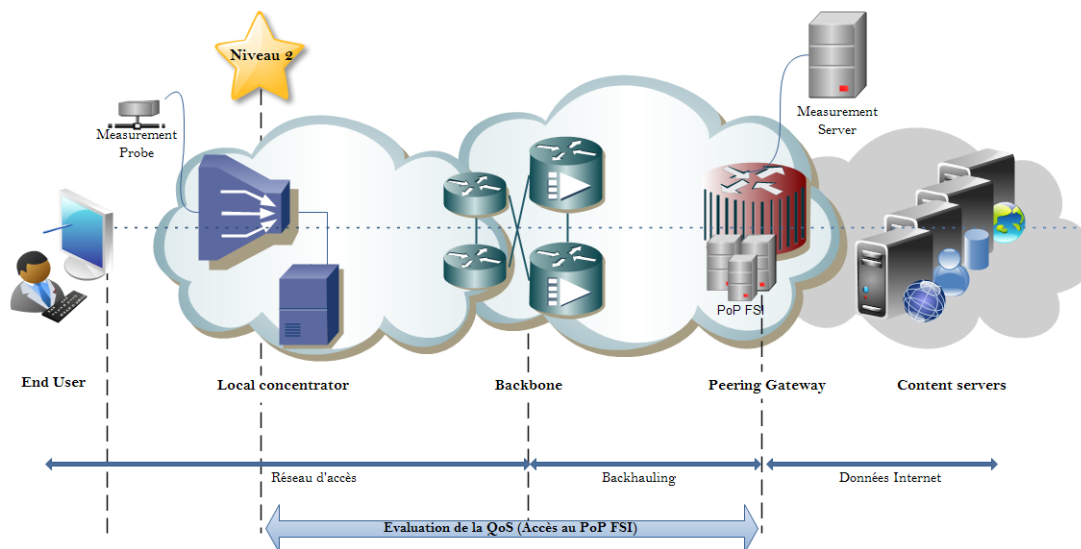 Niveau 2
Measurement
Probe
Measurement
Server
PoP FSI
End User
Local concentrator
Backbone
Peering Gateway
Content servers
Réseau d'accès
Backhauling
Données Internet
Evaluation de la QoS (Accès au PoP FSI)